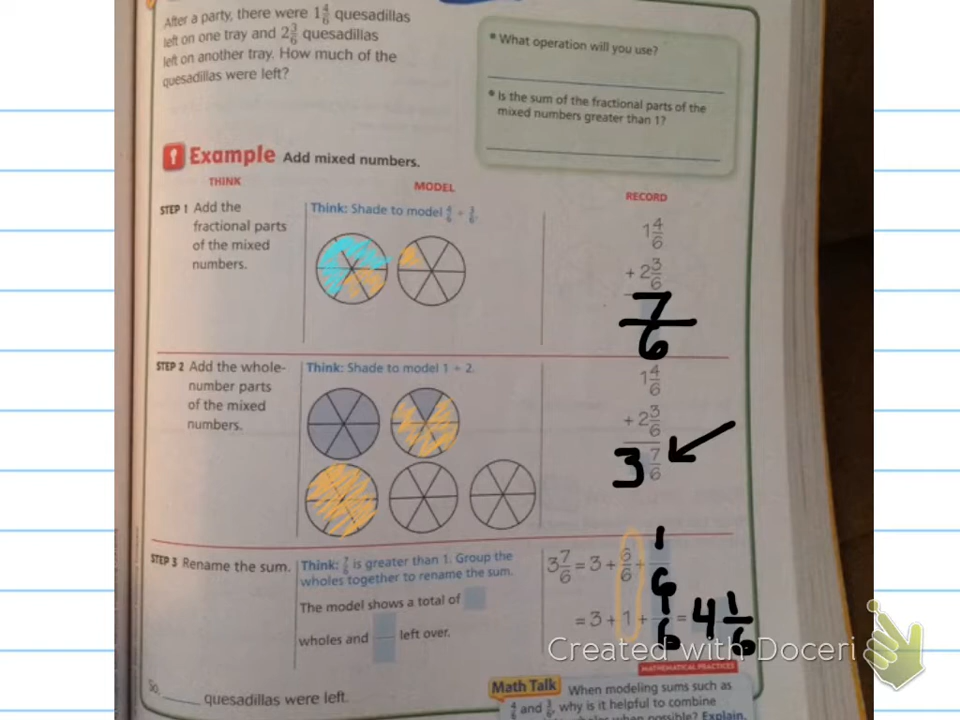 After a party, there were 1 4/6 quesadillas
left on one tray and 2 3/6 quesadillas
left on another tray. How much of the
quesadillas were left?
• What operation will you use?
• Is the sum of the fractional parts of the
mixed numbers greater than 1?
Example Add mixed numbers.
THINK
MODEL
RECORD
STEP 1 Add the
fractional parts
of the mixed
numbers.
Think: Shade to model 4/6 + 3/6.
1 4/6
+ 2 3/6
7/6
STEP 2 Add the whole-
number parts
of the mixed
numbers.
Think: Shade to model 1 + 2.
1 4/6
+ 2 3/6
3 7/6
STEP 3 Rename the sum.
Think: 7/6 is greater than 1. Group the
wholes together to rename the sum.
The model shows a total of
wholes and
left over.
3 7/6 = 3 + 6/6 + 1/6
= 3 + 1 + 1/6 = 4 1/6
So, ____ quesadillas were left.
Created with Doceri
MATHEMATICAL PRACTICES
Math Talk
When modeling sums such as
4/6 and 3/6, why is it helpful to combine
when possible? Explain.